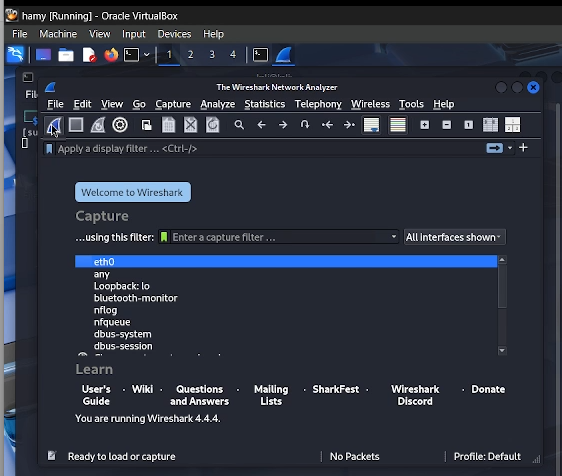 hamy [Running] - Oracle VirtualBox
File Machine View Input Devices Help
1 2 3 4
Fil
The Wireshark Network Analyzer
File Edit View Go Capture Analyze Statistics Telephony Wireless Tools Help
$
[su
Apply a display filter ... <Ctrl-/>
Welcome to Wireshark
Capture
...using this filter: Enter a capture filter ... All interfaces shown
eth0
any
Loopback: lo
bluetooth-monitor
nflog
nfqueue
dbus-system
dbus-session
Learn
User's Guide · Wiki · Questions and Answers · Mailing Lists · SharkFest · Wireshark Discord · Donate
You are running Wireshark 4.4.4.
Ready to load or capture No Packets Profile: Default